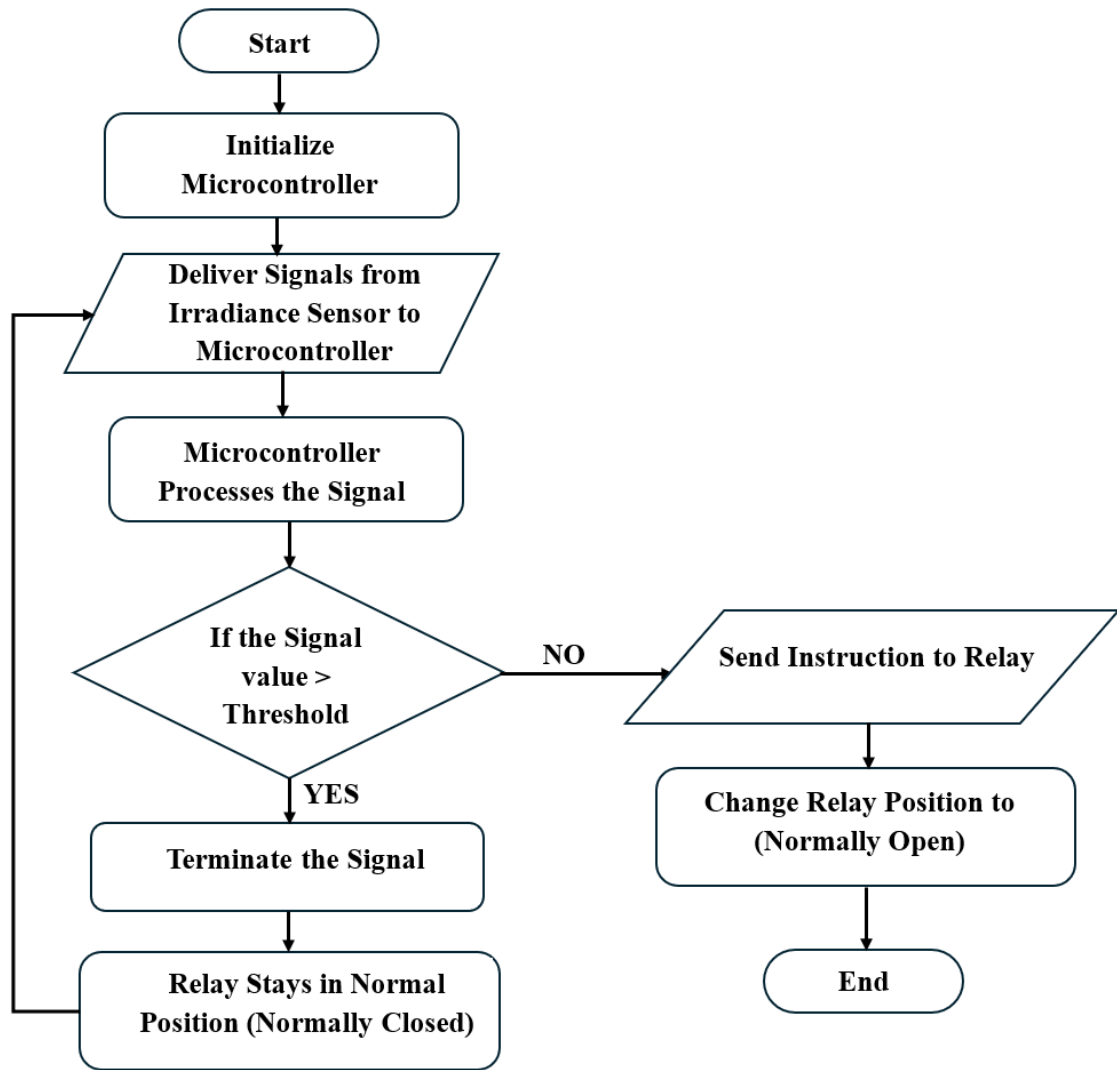 Start
Initialize
Microcontroller
Deliver Signals from
Irradiance Sensor to
Microcontroller
Microcontroller
Processes the Signal
If the Signal
value >
Threshold
NO
Send Instruction to Relay
YES
Change Relay Position to
(Normally Open)
Terminate the Signal
Relay Stays in Normal
Position (Normally Closed)
End